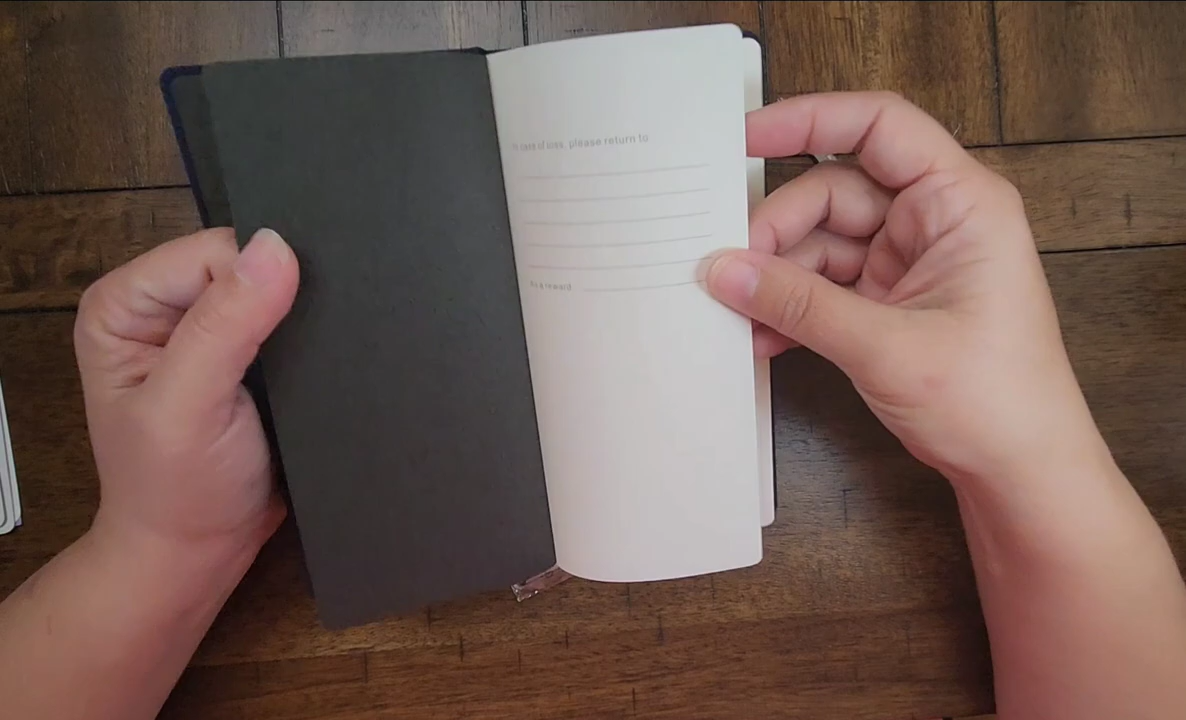 In case of loss, please return to
as a reward